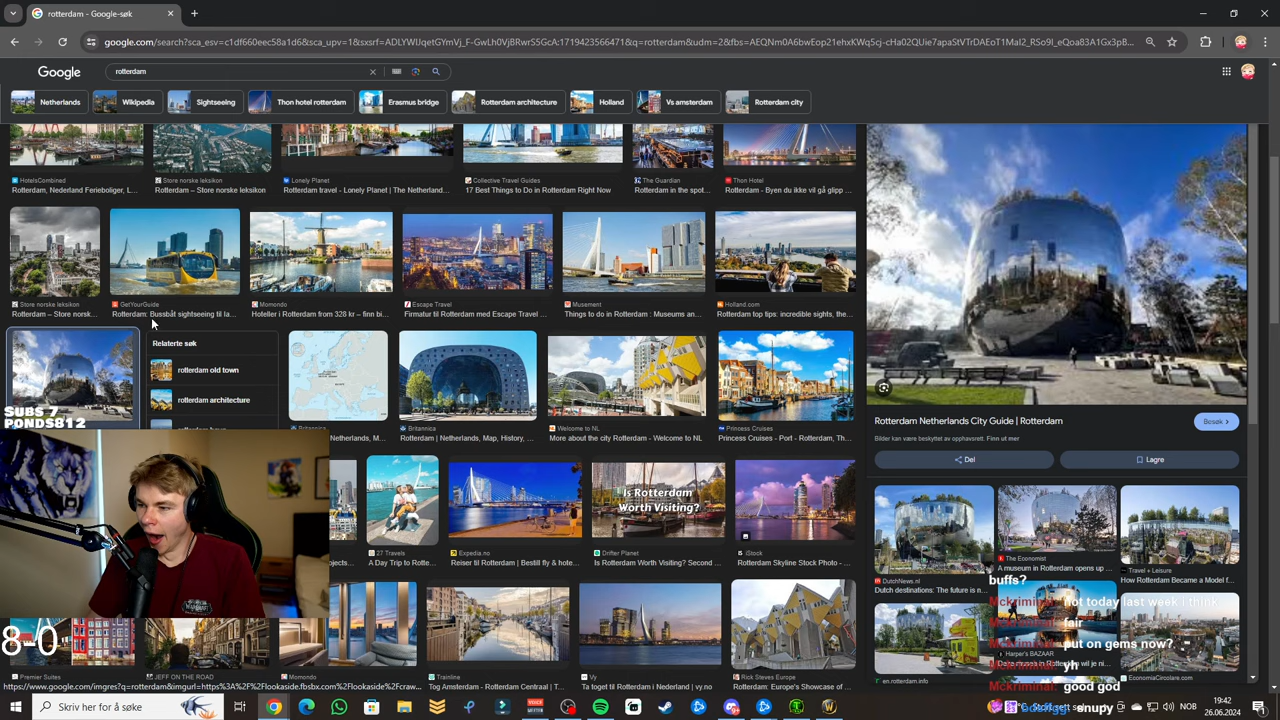 rotterdam - Google-søk
google.com/search?sca_esv=c1df660eec58a1d6&sca_upv=1&sxsrf=
Google
rotterdam
Netherlands
Wikipedia
Sightseeing
Thon hotel rotterdam
Erasmus bridge
Rotterdam architecture
Holland
Vs amsterdam
Rotterdam city
HotelsCombined
Rotterdam, Nederland Ferieboliger, L...
Store norske leksikon
Rotterdam – Store norske leksikon
Lonely Planet
Rotterdam travel - Lonely Planet | The Netherland...
Collective Travel Guides
17 Best Things to Do in Rotterdam Right Now
The Guardian
Rotterdam in the spot...
Thon Hotel
Rotterdam - Byen du ikke vil gå glipp ...
Store norske leksikon
Rotterdam – Store norsk...
GetYourGuide
Rotterdam: Bussbåt sightseeing til la...
Momondo
Hoteller i Rotterdam from 328 kr – finn bi...
Escape Travel
Firmatur til Rotterdam med Escape Travel ...
Musement
Things to do in Rotterdam : Museums an...
Holland.com
Rotterdam top tips: incredible sights, the...
Relaterte søk
rotterdam old town
rotterdam architecture
SUBS 7
PONDS812
Britannica
Netherlands, M...
Britannica
Rotterdam | Netherlands, Map, History, ...
Welcome to NL
More about the city Rotterdam - Welcome to NL
Princess Cruises
Princess Cruises - Port - Rotterdam, Th...
ojects...
27 Travels
A Day Trip to Rotte...
Expedia.no
Reiser til Rotterdam | Bestill fly & hote...
Is Rotterdam
Worth Visiting?
Drifter Planet
Is Rotterdam Worth Visiting? Second ...
iStock
Rotterdam Skyline Stock Photo - ...
8-0
Premier Suites
JEFF ON THE ROAD
Momondo
Trainline
Tog Amsterdam - Rotterdam Centraal | T...
Vy
Ta toget til Rotterdam i Nederland | vy.no
Rick Steves Europe
Rotterdam: Europe's Showcase of ...
Rotterdam Netherlands City Guide | Rotterdam
Besøk
Bilder kan være beskyttet av opphavsrett. Finn ut mer
Del
Lagre
DutchNews.nl
Dutch destinations: The future is n...
The Economist
A museum in Rotterdam opens up ...
Travel + Leisure
How Rotterdam Became a Model f...
Harper's BAZAAR
en.rotterdam.info
EconomiaCircolare.com
buffs?
Mckriminal: not today last week i think
Mckriminal: fair
Mckriminal: put on gems now?
Mckriminal: yh
Mckriminal: good god
snupy
https://www.google.com/imgres?q=rotterdam&imgurl=https%3A%2F%2Flookaside.fbsbx.com%2Flookaside%2Fcraw...
Skriv her for å søke
NOB
19:42
26.06.2024